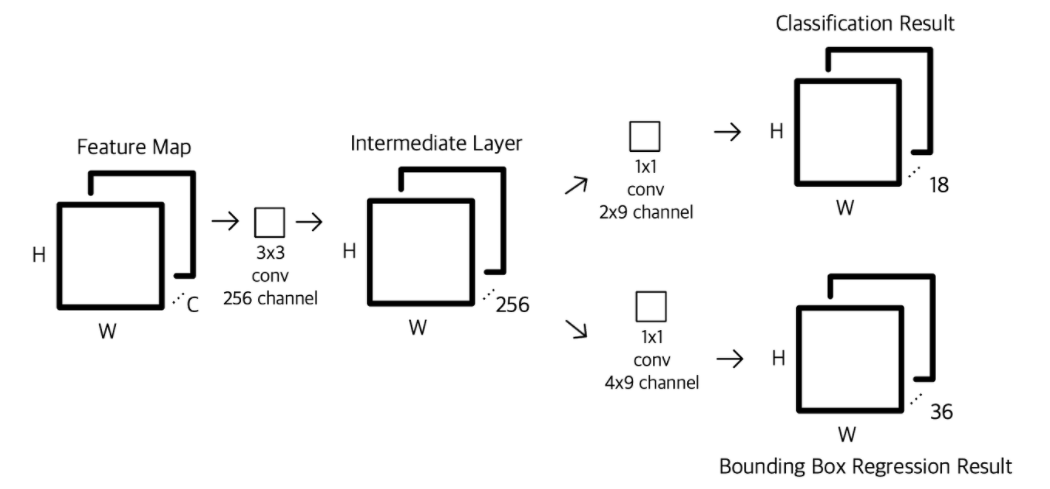 Feature Map
H
W
C
3x3
conv
256 channel
Intermediate Layer
H
W
256
1x1
conv
2x9 channel
Classification Result
H
W
18
1x1
conv
4x9 channel
H
W
36
Bounding Box Regression Result